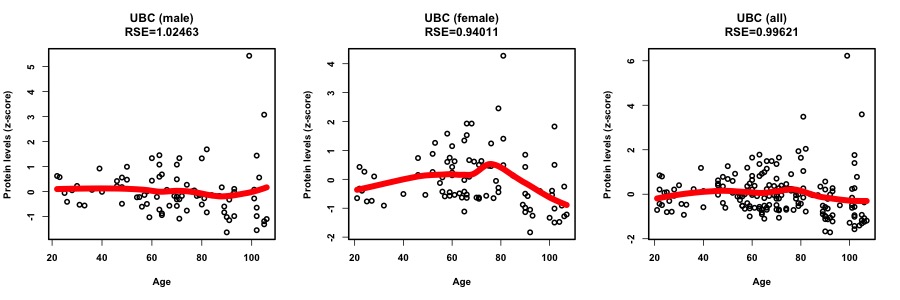 UBC (male)
RSE=1.02463
Protein levels (z-score)
5
4
3
2
1
0
-1
20 40 60 80 100
Age
UBC (female)
RSE=0.94011
Protein levels (z-score)
4
3
2
1
0
-1
-2
20 40 60 80 100
Age
UBC (all)
RSE=0.99621
Protein levels (z-score)
6
4
2
0
-2
20 40 60 80 100
Age